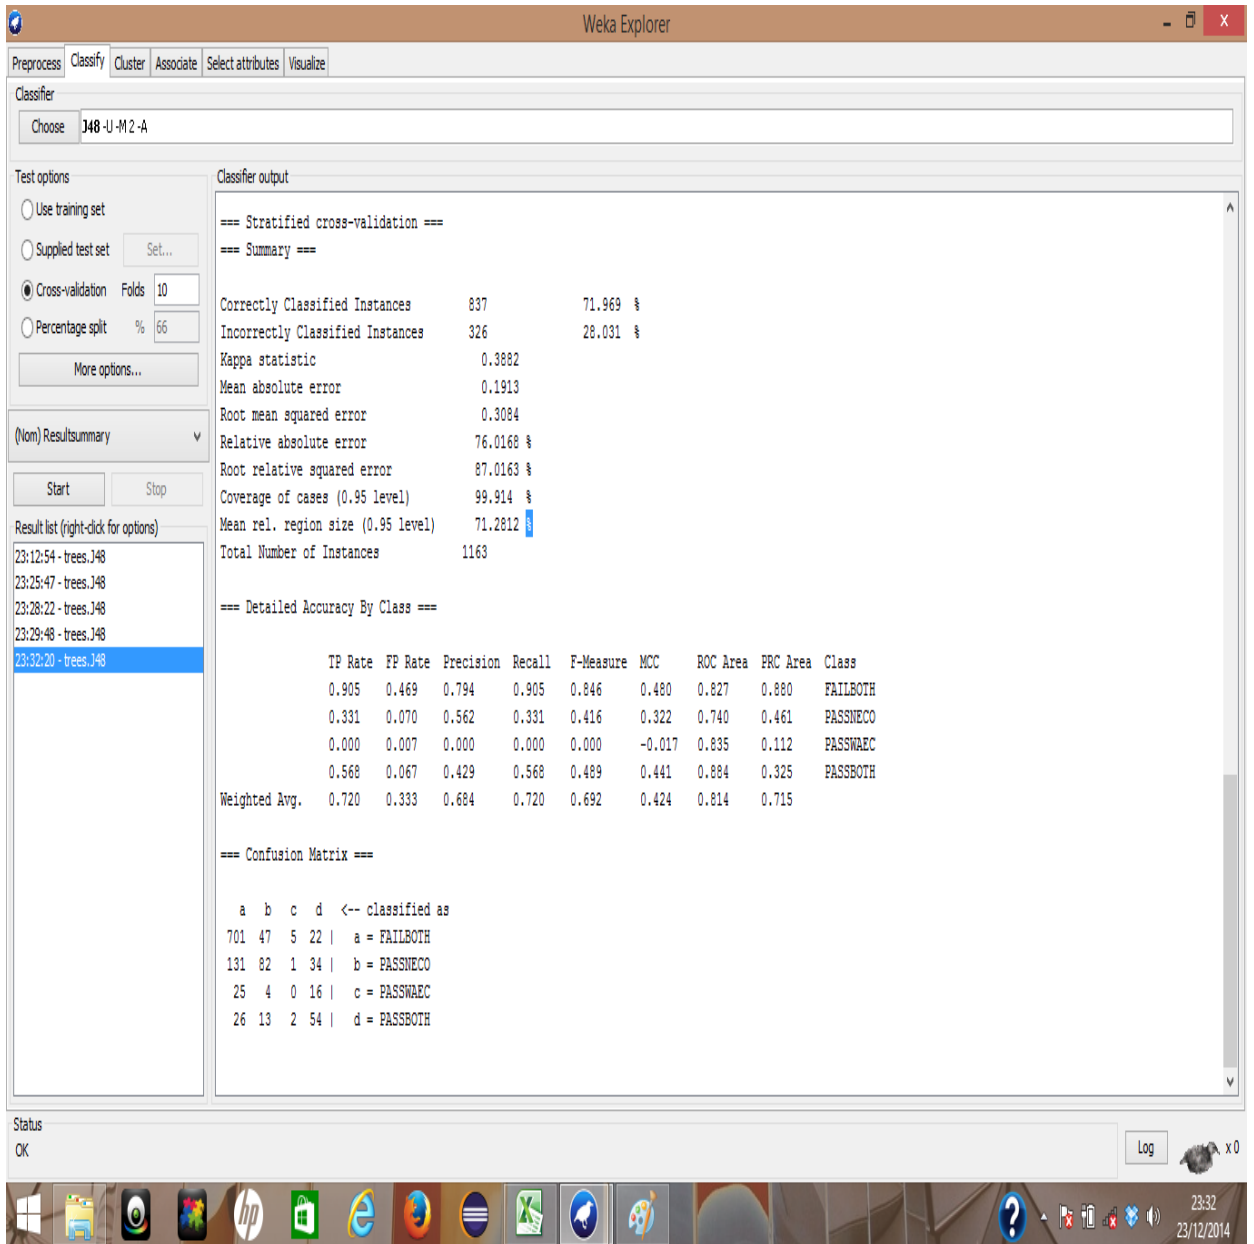 Weka Explorer
Preprocess Classify Cluster Associate Select attributes Visualize
Classifier
Choose J48 -U -M 2 -A
Test options
Use training set
Supplied test set Set...
Cross-validation Folds 10
Percentage split % 66
More options...
(Nom) Resultsummary
Start Stop
Result list (right-click for options)
23:12:54 - trees.J48
23:25:47 - trees.J48
23:28:22 - trees.J48
23:29:48 - trees.J48
23:32:20 - trees.J48
Classifier output
=== Stratified cross-validation ===
=== Summary ===
Correctly Classified Instances 837 71.969 %
Incorrectly Classified Instances 326 28.031 %
Kappa statistic 0.3882
Mean absolute error 0.1913
Root mean squared error 0.3084
Relative absolute error 76.0168 %
Root relative squared error 87.0163 %
Coverage of cases (0.95 level) 99.914 %
Mean rel. region size (0.95 level) 71.2812 %
Total Number of Instances 1163
=== Detailed Accuracy By Class ===
TP Rate FP Rate Precision Recall F-Measure MCC ROC Area PRC Area Class
0.905 0.469 0.794 0.905 0.846 0.480 0.827 0.880 FAILBOTH
0.331 0.070 0.562 0.331 0.416 0.322 0.740 0.461 PASSNECO
0.000 0.007 0.000 0.000 0.000 -0.017 0.835 0.112 PASSWAEC
0.568 0.067 0.429 0.568 0.489 0.441 0.884 0.325 PASSBOTH
Weighted Avg. 0.720 0.333 0.684 0.720 0.692 0.424 0.814 0.715
=== Confusion Matrix ===
a b c d <-- classified as
701 47 5 22 | a = FAILBOTH
131 82 1 34 | b = PASSNECO
25 4 0 16 | c = PASSWAEC
26 13 2 54 | d = PASSBOTH
Status
OK
Log x 0
hp
23:32
23/12/2014